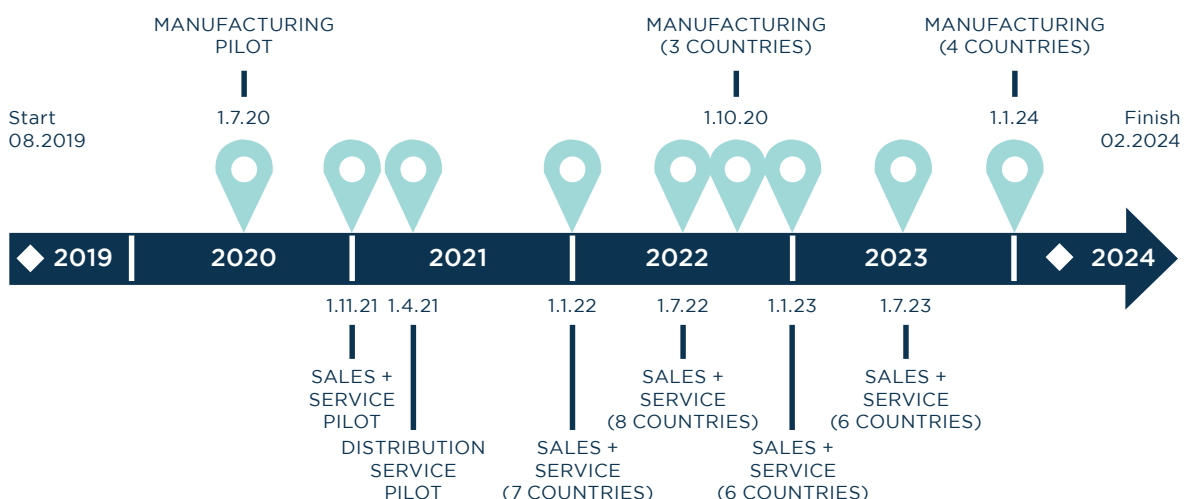 MANUFACTURING
PILOT
MANUFACTURING
(3 COUNTRIES)
MANUFACTURING
(4 COUNTRIES)
Start
08.2019
1.7.20
1.10.20
1.1.24
Finish
02.2024
2019
2020
2021
2022
2023
2024
1.11.21
1.4.21
1.1.22
1.7.22
1.1.23
1.7.23
SALES +
SERVICE
PILOT
DISTRIBUTION
SERVICE
PILOT
SALES +
SERVICE
(7 COUNTRIES)
SALES +
SERVICE
(8 COUNTRIES)
SALES +
SERVICE
(6 COUNTRIES)
SALES +
SERVICE
(6 COUNTRIES)